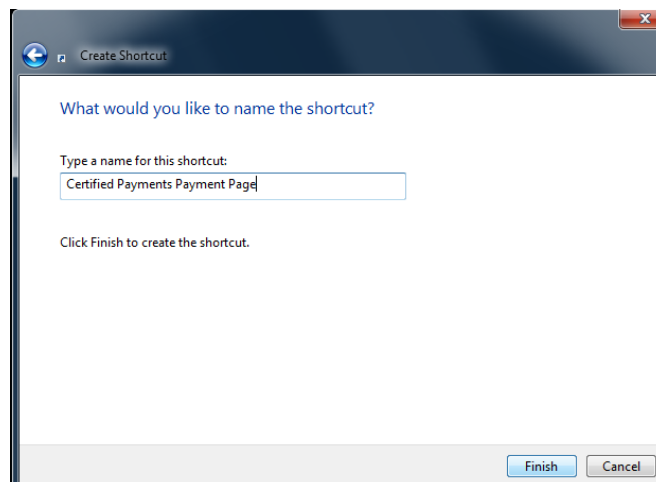 Create Shortcut
What would you like to name the shortcut?
Type a name for this shortcut:
Certified Payments Payment Page
Click Finish to create the shortcut.
Finish
Cancel